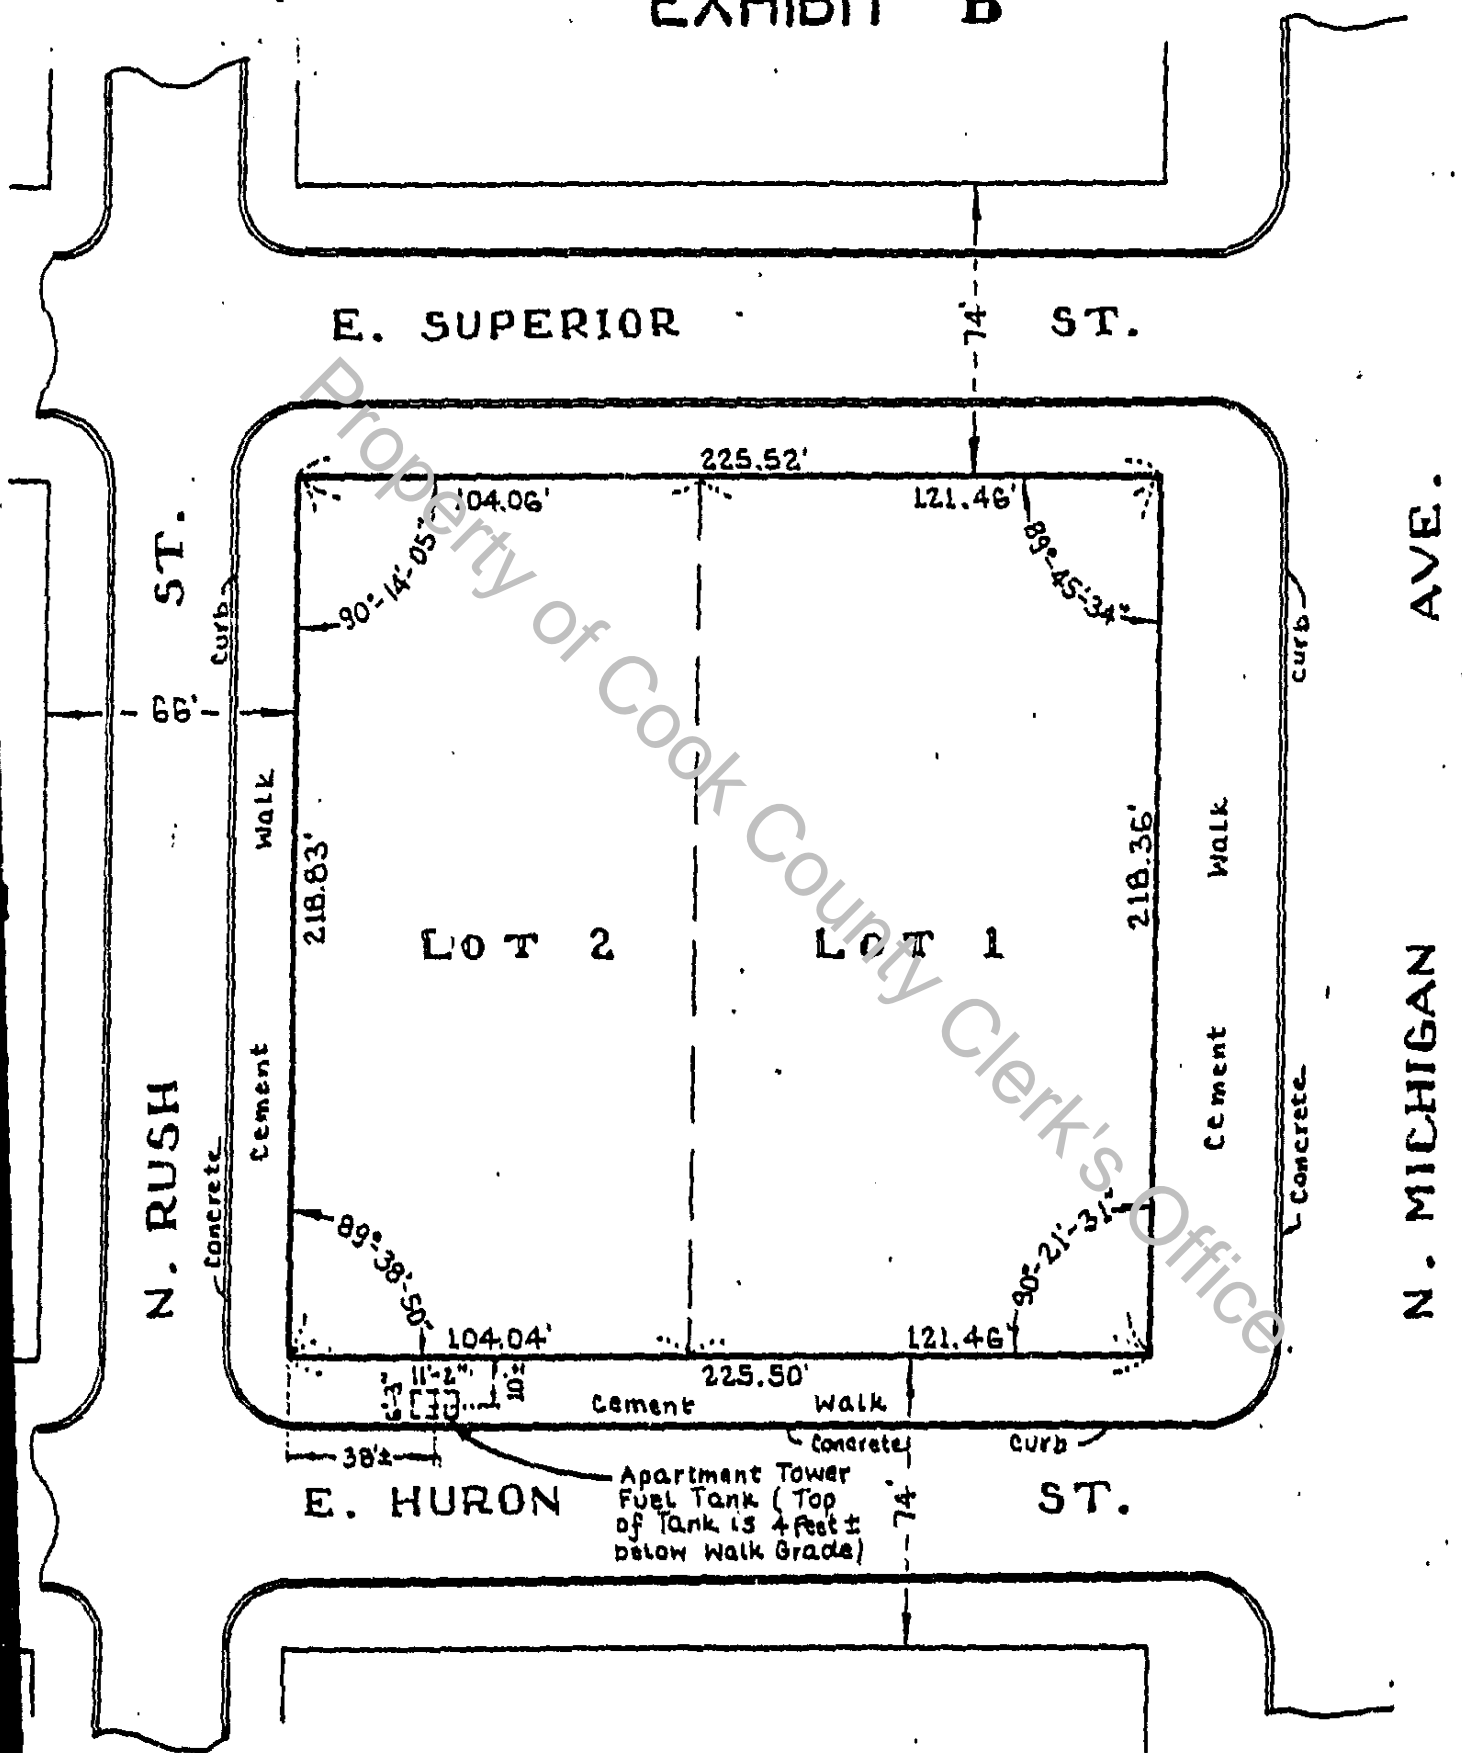 EXHIBIT B
E. SUPERIOR ST.
74'
225.52'
104.06'
121.46'
90°-14'-05"
89°-45'-34"
N. RUSH ST.
Curb
66'
Walk
218.83'
Cement
Concrete
LOT 2
LOT 1
218.36'
Walk
Cement
Curb
Concrete
N. MICHIGAN AVE.
89°-38'-50"
90°-21'-31"
104.04'
121.46'
225.50'
11'-2"
10'±
Cement Walk
Concrete Curb
38'±
E. HURON ST.
74'
Apartment Tower
Fuel Tank (Top
of Tank is 4 feet ±
below Walk Grade)
Property of Cook County Clerk's Office